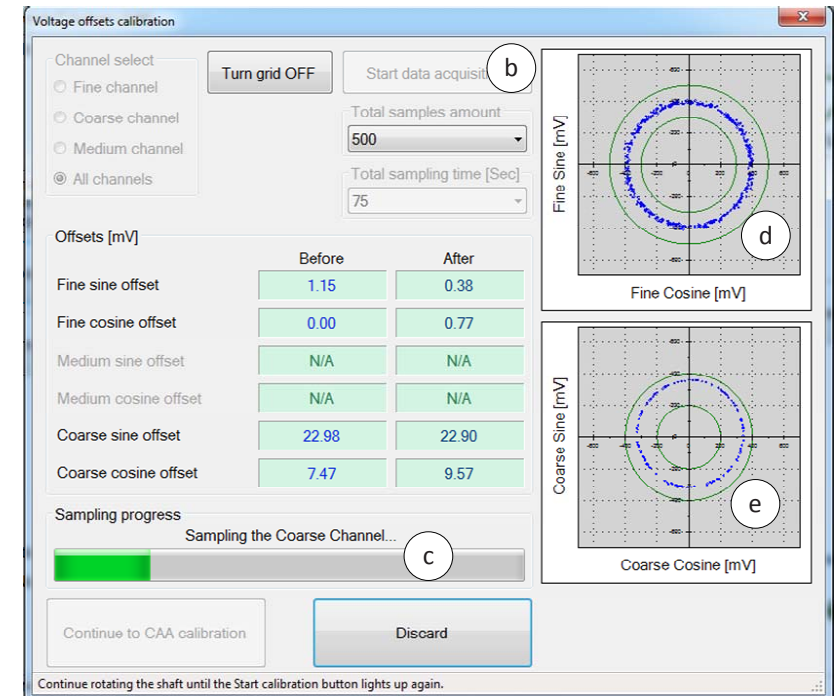 Voltage offsets calibration
Channel select
Fine channel
Coarse channel
Medium channel
All channels
Turn grid OFF
Start data acquisiti
b
Total samples amount
500
Total sampling time [Sec]
75
Offsets [mV]
Before After
Fine sine offset 1.15 0.38
Fine cosine offset 0.00 0.77
Medium sine offset N/A N/A
Medium cosine offset N/A N/A
Coarse sine offset 22.98 22.90
Coarse cosine offset 7.47 9.57
Sampling progress
Sampling the Coarse Channel...
c
Continue to CAA calibration
Discard
Continue rotating the shaft until the Start calibration button lights up again.
Fine Sine [mV]
d
Fine Cosine [mV]
Coarse Sine [mV]
e
Coarse Cosine [mV]